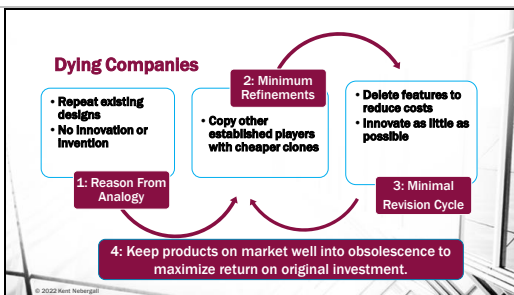 Dying Companies
• Repeat existing
designs
• No Innovation or
Invention
1: Reason From
Analogy
2: Minimum
Refinements
• Copy other
established players
with cheaper clones
• Delete features to
reduce costs
• Innovate as little as
possible
3: Minimal
Revision Cycle
4: Keep products on market well into obsolescence to
maximize return on original investment.
© 2022 Kent Nebergall